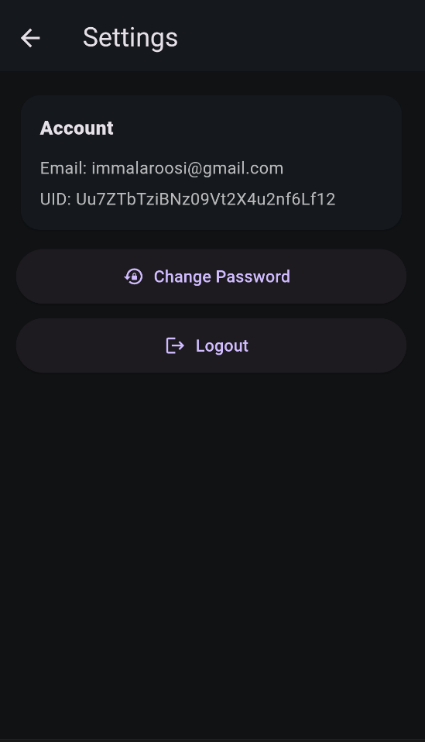 Settings
Account
Email: immalaroosi@gmail.com
UID: Uu7ZTbTziBNz09Vt2X4u2nf6Lf12
Change Password
Logout